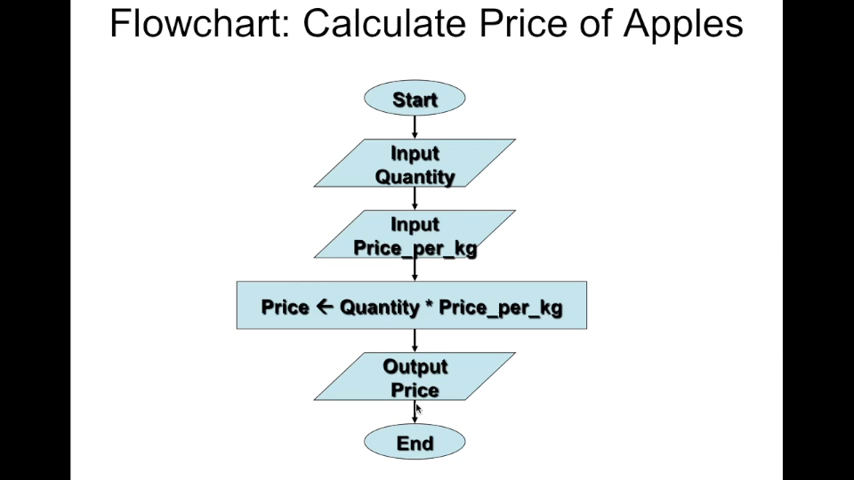 Flowchart: Calculate Price of Apples
Start
Input
Quantity
Input
Price_per_kg
Price ← Quantity * Price_per_kg
Output
Price
End